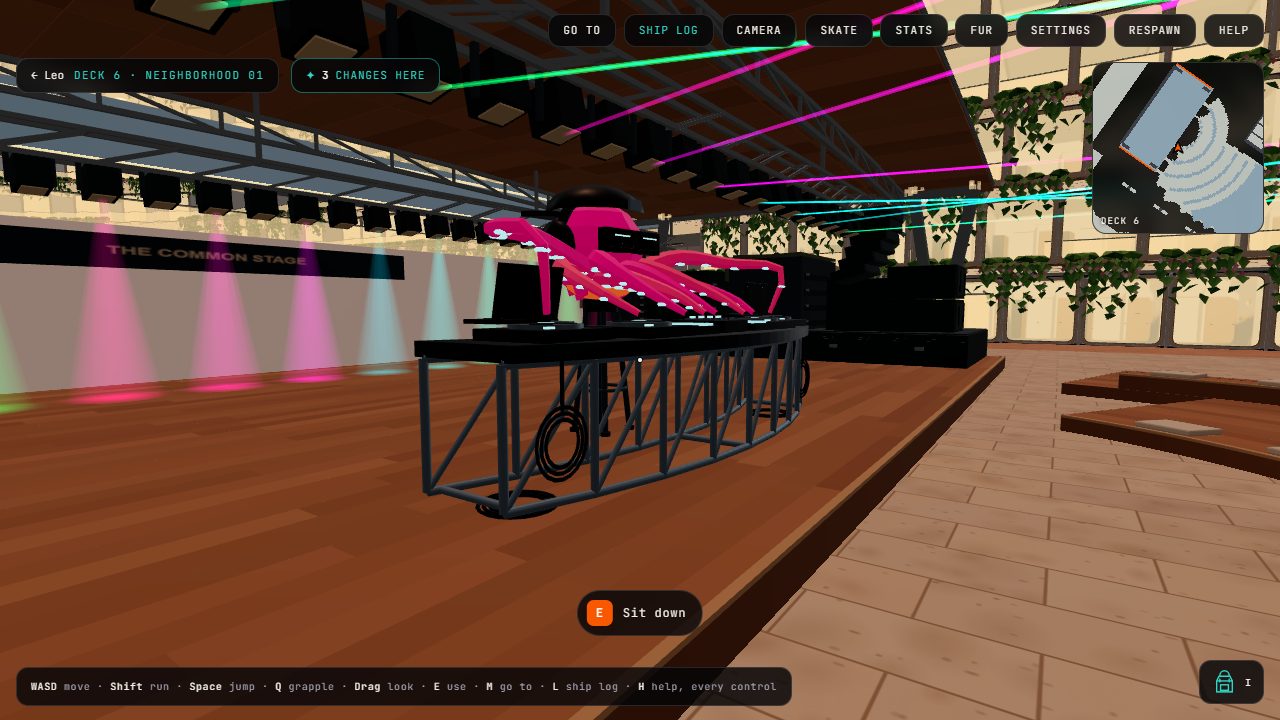 GO TO
SHIP LOG
CAMERA
SKATE
STATS
FUR
SETTINGS
RESPAWN
HELP
← Leo DECK 6 · NEIGHBORHOOD 01
✦ 3 CHANGES HERE
DECK 6
THE COMMON STAGE
E Sit down
WASD move · Shift run · Space jump · Q grapple · Drag look · E use · M go to · L ship log · H help, every control
I